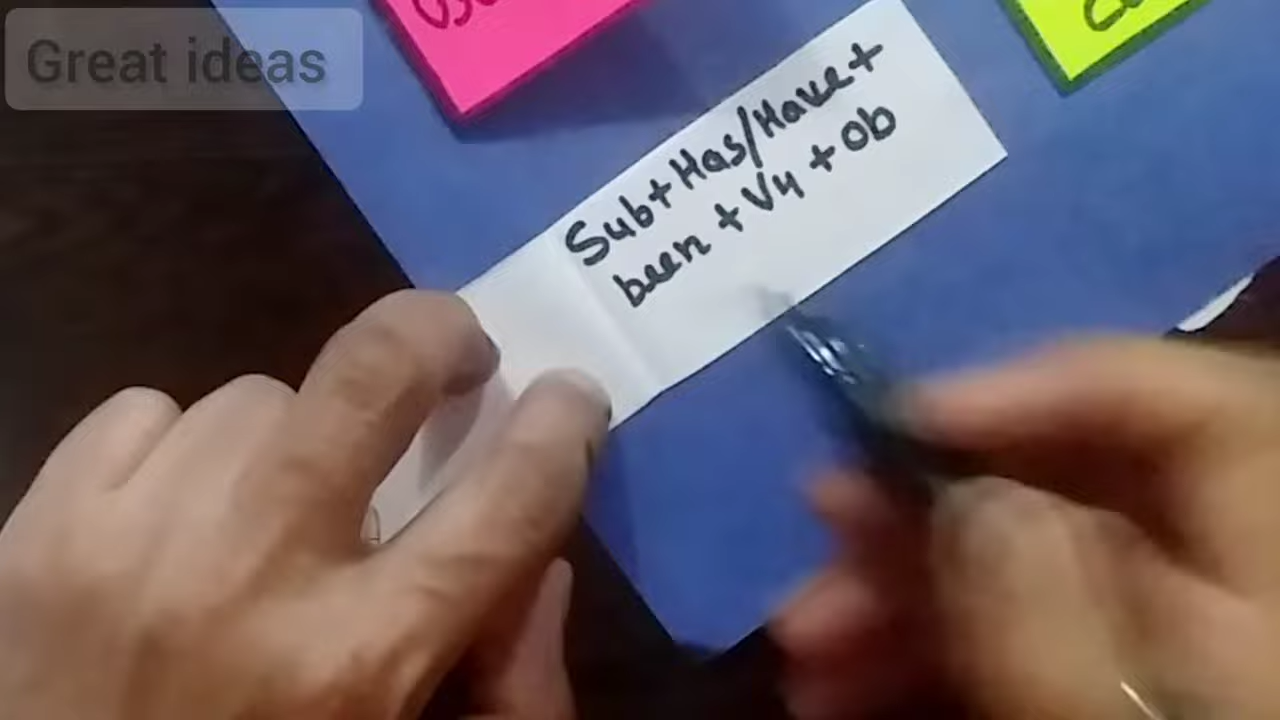 Great ideas
Sub + Has/Have +
been + V4 + Ob